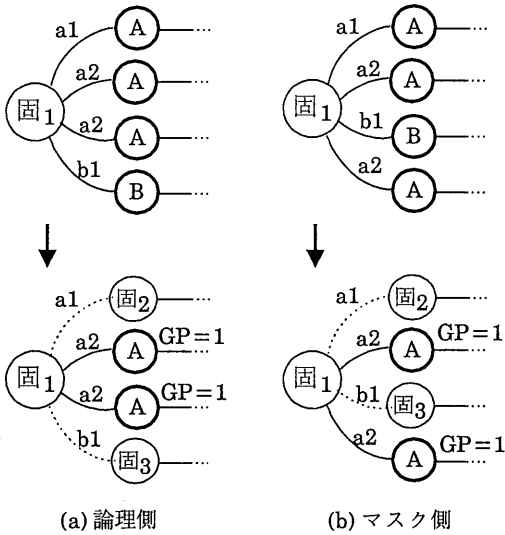 a1 A ...
a2 A ...
固1 a2 A ...
b1 B ...
a1 A ...
a2 A ...
固1 b1 B ...
a2 A ...
a1 固2 ...
a2 A GP=1 ...
固1 a2 A GP=1 ...
b1 固3 ...
a1 固2 ...
a2 A GP=1 ...
固1 b1 固3 ...
a2 A GP=1 ...
(a) 論理側
(b) マスク側